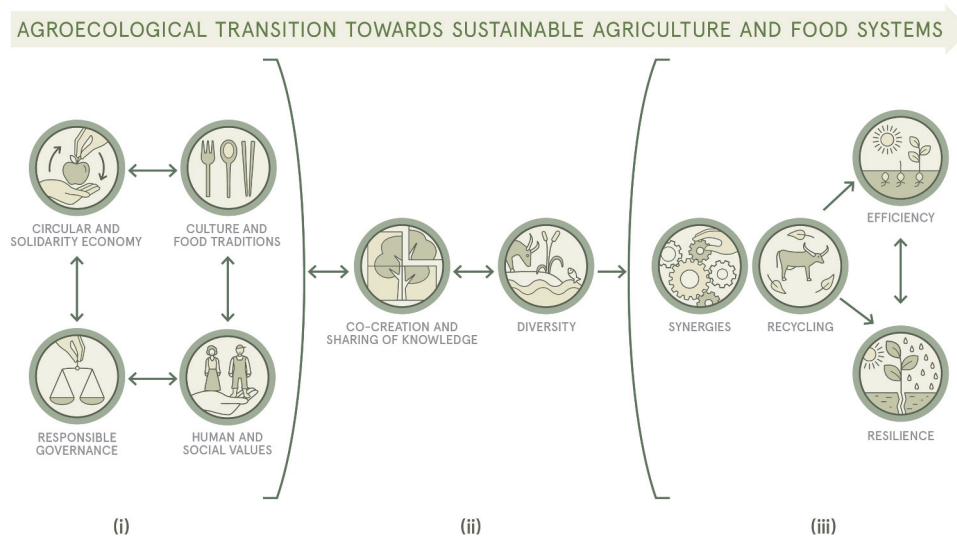 AGROECOLOGICAL TRANSITION TOWARDS SUSTAINABLE AGRICULTURE AND FOOD SYSTEMS
CIRCULAR AND
SOLIDARITY ECONOMY
CULTURE AND
FOOD TRADITIONS
RESPONSIBLE
GOVERNANCE
HUMAN AND
SOCIAL VALUES
(i)
CO-CREATION AND
SHARING OF KNOWLEDGE
DIVERSITY
(ii)
SYNERGIES
RECYCLING
EFFICIENCY
RESILIENCE
(iii)